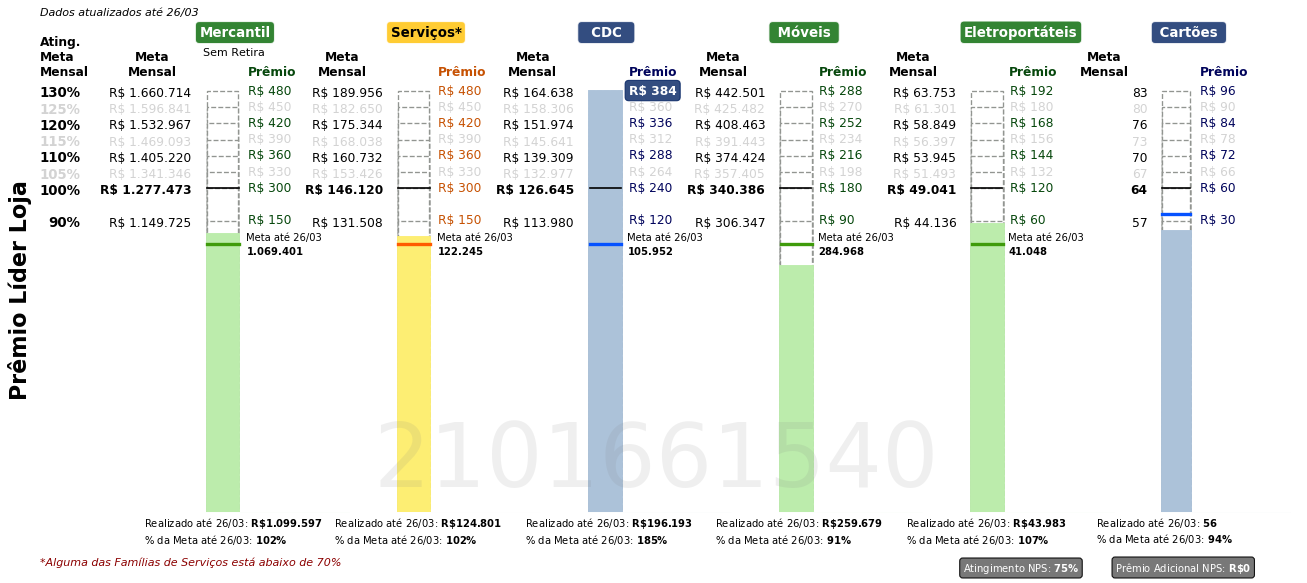 Dados atualizados até 26/03
Mercantil Serviços* CDC Móveis Eletroportáteis Cartões
Sem Retira
Ating. Meta Mensal Meta Mensal Prêmio Meta Mensal Prêmio Meta Mensal Prêmio Meta Mensal Prêmio Meta Mensal Prêmio Meta Mensal Prêmio
130% R$ 1.660.714 R$ 480 R$ 189.956 R$ 480 R$ 164.638 R$ 384 R$ 442.501 R$ 288 R$ 63.753 R$ 192 83 R$ 96
125% R$ 1.596.841 R$ 450 R$ 182.650 R$ 450 R$ 158.306 R$ 360 R$ 425.482 R$ 270 R$ 61.301 R$ 180 80 R$ 90
120% R$ 1.532.967 R$ 420 R$ 175.344 R$ 420 R$ 151.974 R$ 336 R$ 408.463 R$ 252 R$ 58.849 R$ 168 76 R$ 84
115% R$ 1.469.093 R$ 390 R$ 168.038 R$ 390 R$ 145.641 R$ 312 R$ 391.443 R$ 234 R$ 56.397 R$ 156 73 R$ 78
110% R$ 1.405.220 R$ 360 R$ 160.732 R$ 360 R$ 139.309 R$ 288 R$ 374.424 R$ 216 R$ 53.945 R$ 144 70 R$ 72
105% R$ 1.341.346 R$ 330 R$ 153.426 R$ 330 R$ 132.977 R$ 264 R$ 357.405 R$ 198 R$ 51.493 R$ 132 67 R$ 66
100% R$ 1.277.473 R$ 300 R$ 146.120 R$ 300 R$ 126.645 R$ 240 R$ 340.386 R$ 180 R$ 49.041 R$ 120 64 R$ 60
90% R$ 1.149.725 R$ 150 R$ 131.508 R$ 150 R$ 113.980 R$ 120 R$ 306.347 R$ 90 R$ 44.136 R$ 60 57 R$ 30
Meta até 26/03 Meta até 26/03 Meta até 26/03 Meta até 26/03 Meta até 26/03
1.069.401 122.245 105.952 284.968 41.048
Prêmio Líder Loja
2101661540
Realizado até 26/03: R$1.099.597 Realizado até 26/03: R$124.801 Realizado até 26/03: R$196.193 Realizado até 26/03: R$259.679 Realizado até 26/03: R$43.983 Realizado até 26/03: 56
% da Meta até 26/03: 102% % da Meta até 26/03: 102% % da Meta até 26/03: 185% % da Meta até 26/03: 91% % da Meta até 26/03: 107% % da Meta até 26/03: 94%
*Alguma das Famílias de Serviços está abaixo de 70%
Atingimento NPS: 75% Prêmio Adicional NPS: R$0